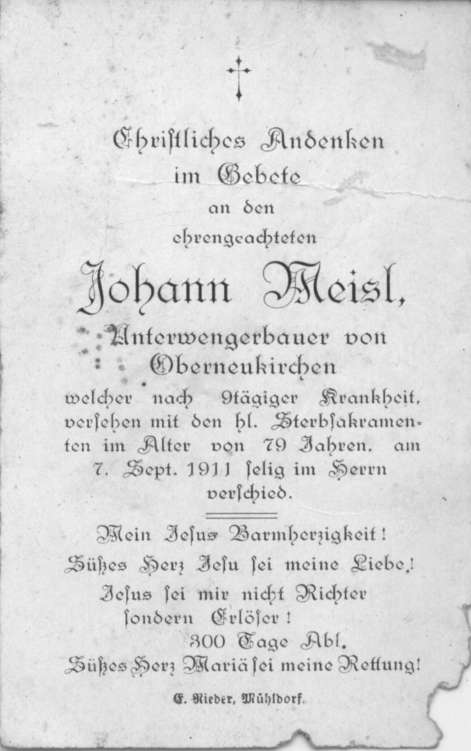 Christliches Andenken
im Gebete
an den
ehrengeachteten
Johann Meisl,
Unterwengerbauer von
Oberneukirchen
welcher nach 9tägiger Krankheit,
versehen mit den hl. Sterbsakramen-
ten im Alter von 79 Jahren, am
7. Sept. 1911 selig im Herrn
verschied.
Mein Jesus Barmherzigkeit!
Süßes Herz Jesu sei meine Liebe!
Jesus sei mir nicht Richter
sondern Erlöser!
300 Tage Abl.
Süßes Herz Mariä sei meine Rettung!
E. Rieder, Mühldorf.